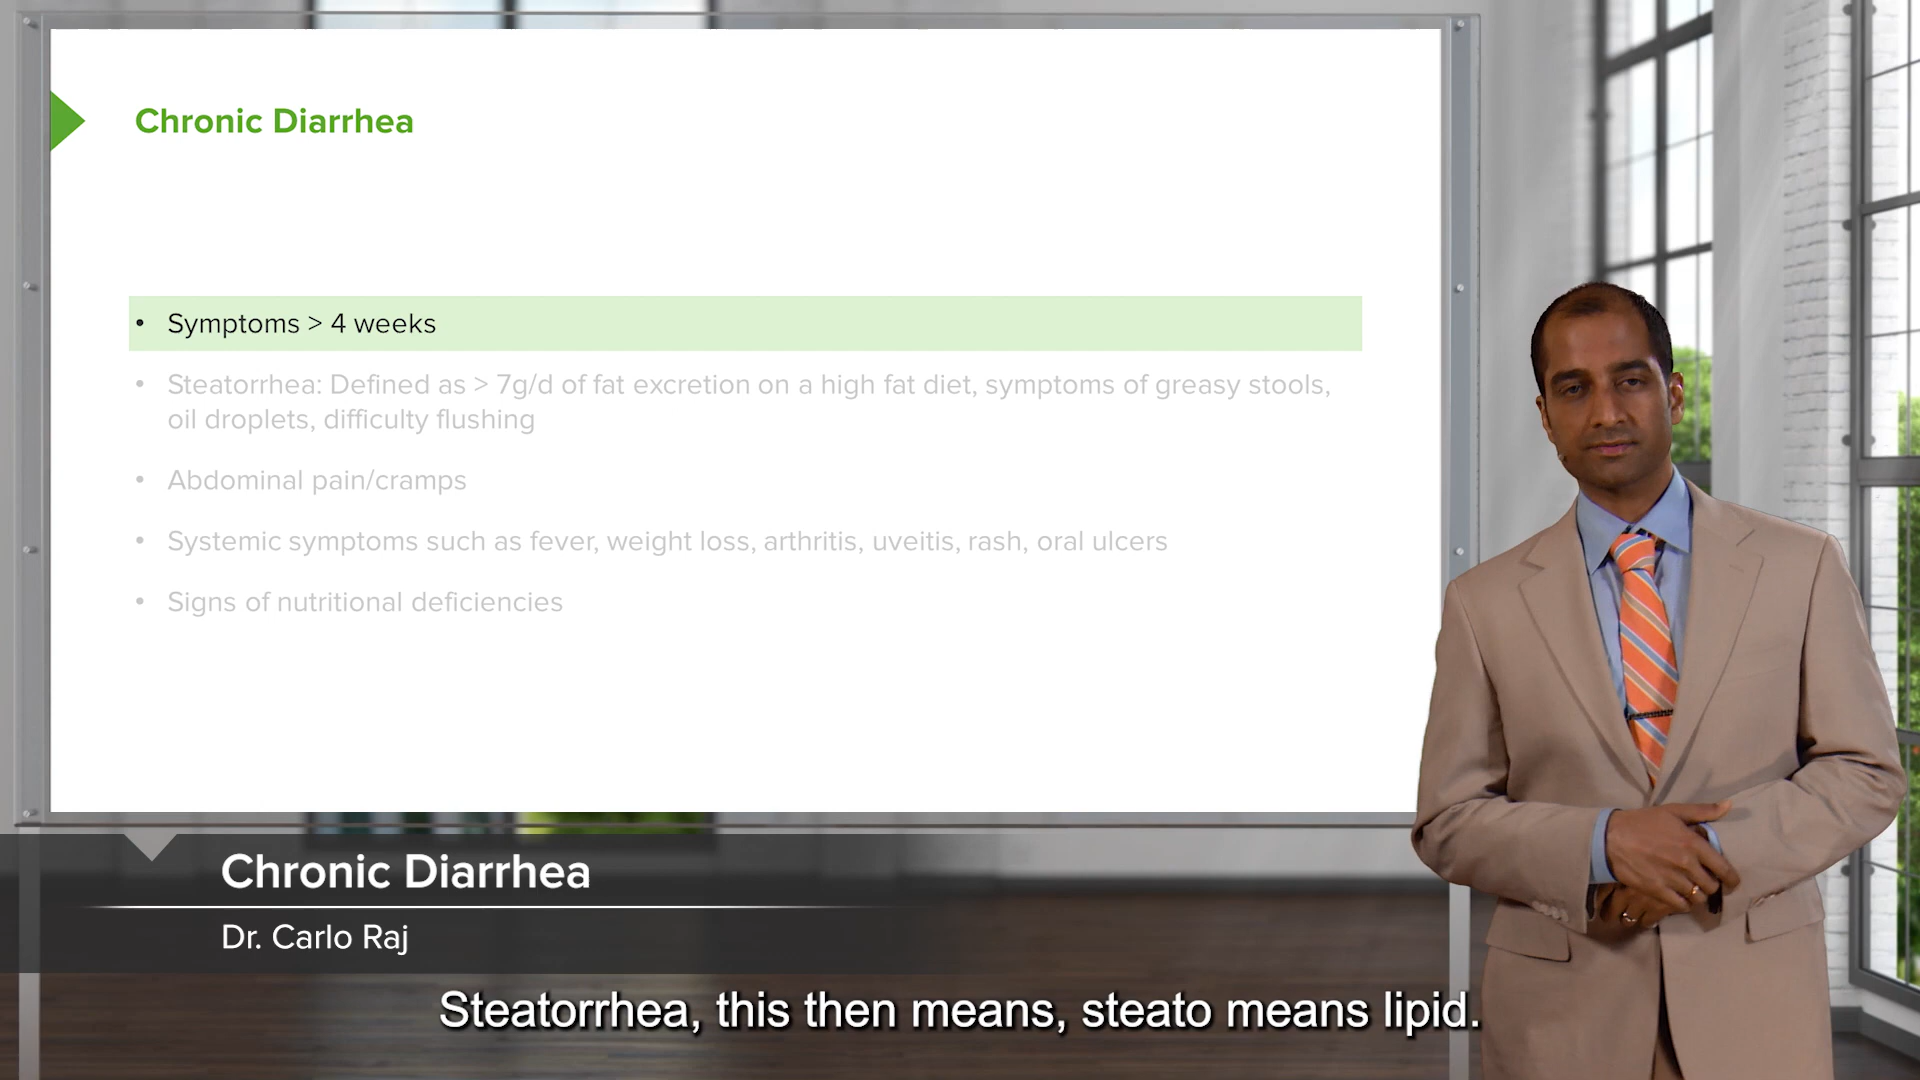 Chronic Diarrhea
• Symptoms > 4 weeks
• Steatorrhea: Defined as > 7g/d of fat excretion on a high fat diet, symptoms of greasy stools,
oil droplets, difficulty flushing
• Abdominal pain/cramps
• Systemic symptoms such as fever, weight loss, arthritis, uveitis, rash, oral ulcers
• Signs of nutritional deficiencies
Chronic Diarrhea
Dr. Carlo Raj
Steatorrhea, this then means, steato means lipid.